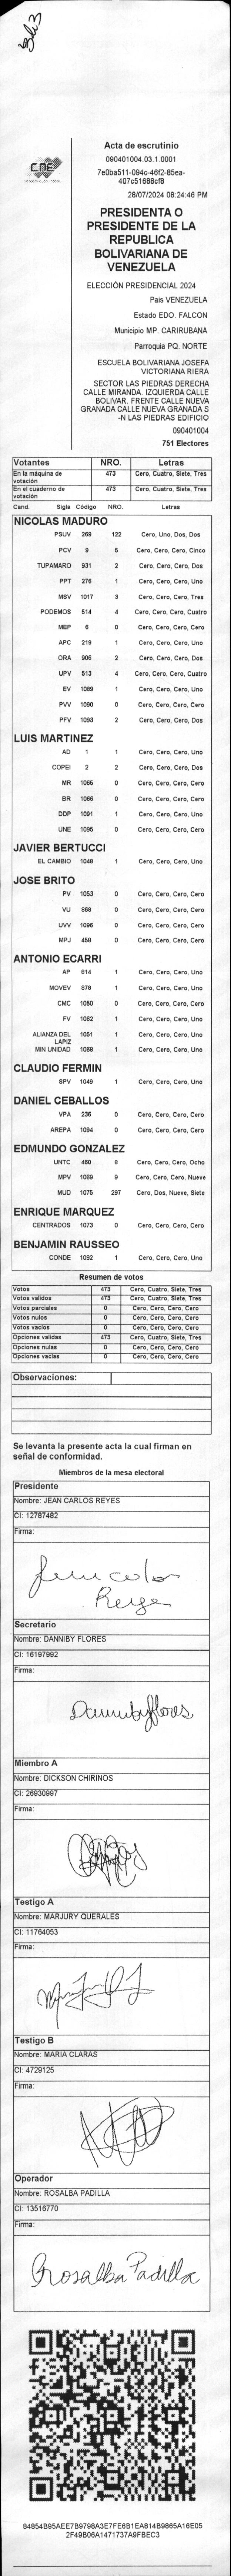 CNE
Acta de escrutinio
090401004.03.1.0001
7e0ba511-094c-46f2-85ea-
407c51688cf8
28/07/2024 08:24:46 PM
PRESIDENTA O
PRESIDENTE DE LA
REPUBLICA
BOLIVARIANA DE
VENEZUELA
ELECCIÓN PRESIDENCIAL 2024
Pais VENEZUELA
Estado EDO. FALCON
Municipio MP. CARIRUBANA
Parroquia PQ. NORTE
ESCUELA BOLIVARIANA JOSEFA
VICTORIANA RIERA
SECTOR LAS PIEDRAS DERECHA
CALLE MIRANDA. IZQUIERDA CALLE
BOLIVAR. FRENTE CALLE NUEVA
GRANADA CALLE NUEVA GRANADA S
-N LAS PIEDRAS EDIFICIO
090401004
751 Electores
Votantes NRO. Letras
En la máquina de votación 473 Cero, Cuatro, Siete, Tres
En el cuaderno de votación 473 Cero, Cuatro, Siete, Tres
Cand. Sigla Código NRO. Letras
NICOLAS MADURO
PSUV 269 122 Cero, Uno, Dos, Dos
PCV 9 5 Cero, Cero, Cero, Cinco
TUPAMARO 931 2 Cero, Cero, Cero, Dos
PPT 276 1 Cero, Cero, Cero, Uno
MSV 1017 3 Cero, Cero, Cero, Tres
PODEMOS 514 4 Cero, Cero, Cero, Cuatro
MEP 6 0 Cero, Cero, Cero, Cero
APC 219 1 Cero, Cero, Cero, Uno
ORA 906 2 Cero, Cero, Cero, Dos
UPV 513 4 Cero, Cero, Cero, Cuatro
EV 1089 1 Cero, Cero, Cero, Uno
PVV 1090 0 Cero, Cero, Cero, Cero
PFV 1093 2 Cero, Cero, Cero, Dos
LUIS MARTINEZ
AD 1 1 Cero, Cero, Cero, Uno
COPEI 2 2 Cero, Cero, Cero, Dos
MR 1065 0 Cero, Cero, Cero, Cero
BR 1066 0 Cero, Cero, Cero, Cero
DDP 1091 1 Cero, Cero, Cero, Uno
UNE 1095 0 Cero, Cero, Cero, Cero
JAVIER BERTUCCI
EL CAMBIO 1048 1 Cero, Cero, Cero, Uno
JOSE BRITO
PV 1053 0 Cero, Cero, Cero, Cero
VU 868 0 Cero, Cero, Cero, Cero
UVV 1096 0 Cero, Cero, Cero, Cero
MPJ 458 0 Cero, Cero, Cero, Cero
ANTONIO ECARRI
AP 814 1 Cero, Cero, Cero, Uno
MOVEV 878 1 Cero, Cero, Cero, Uno
CMC 1050 0 Cero, Cero, Cero, Cero
FV 1062 1 Cero, Cero, Cero, Uno
ALIANZA DEL LAPIZ 1051 1 Cero, Cero, Cero, Uno
MIN UNIDAD 1068 1 Cero, Cero, Cero, Uno
CLAUDIO FERMIN
SPV 1049 1 Cero, Cero, Cero, Uno
DANIEL CEBALLOS
VPA 236 0 Cero, Cero, Cero, Cero
AREPA 1094 0 Cero, Cero, Cero, Cero
EDMUNDO GONZALEZ
UNTC 460 8 Cero, Cero, Cero, Ocho
MPV 1069 9 Cero, Cero, Cero, Nueve
MUD 1075 297 Cero, Dos, Nueve, Siete
ENRIQUE MARQUEZ
CENTRADOS 1073 0 Cero, Cero, Cero, Cero
BENJAMIN RAUSSEO
CONDE 1092 1 Cero, Cero, Cero, Uno
Resumen de votos
Votos 473 Cero, Cuatro, Siete, Tres
Votos validos 473 Cero, Cuatro, Siete, Tres
Votos parciales 0 Cero, Cero, Cero, Cero
Votos nulos 0 Cero, Cero, Cero, Cero
Votos vacios 0 Cero, Cero, Cero, Cero
Opciones validas 473 Cero, Cuatro, Siete, Tres
Opciones nulas 0 Cero, Cero, Cero, Cero
Opciones vacias 0 Cero, Cero, Cero, Cero
Observaciones:
Se levanta la presente acta la cual firman en
señal de conformidad.
Miembros de la mesa electoral
Presidente
Nombre: JEAN CARLOS REYES
CI: 12787482
Firma:
Reyes
Secretario
Nombre: DANNIBY FLORES
CI: 16197992
Firma:
Dannibyflores
Miembro A
Nombre: DICKSON CHIRINOS
CI: 26930997
Firma:
Testigo A
Nombre: MARJURY QUERALES
CI: 11764053
Firma:
Testigo B
Nombre: MARIA CLARAS
CI: 4729125
Firma:
Operador
Nombre: ROSALBA PADILLA
CI: 13516770
Firma:
Rosalba Padilla
84854B95AEE7B9798A3E7FE6B1EA814B9865A16E05
2F49B06A1471737A9FBEC3